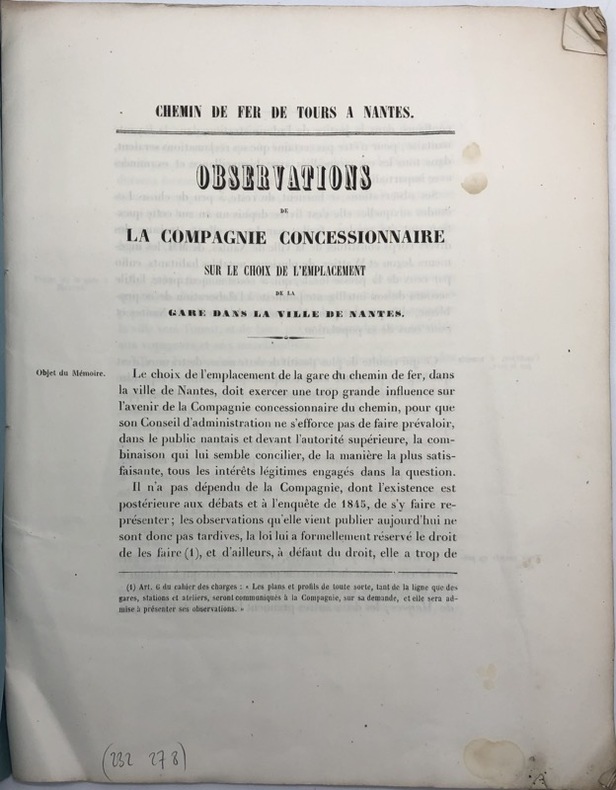 CHEMIN DE FER DE TOURS A NANTES.
OBSERVATIONS
DE
LA COMPAGNIE CONCESSIONNAIRE
SUR LE CHOIX DE L'EMPLACEMENT
DE LA
GARE DANS LA VILLE DE NANTES.
Objet du Mémoire.
Le choix de l'emplacement de la gare du chemin de fer, dans
la ville de Nantes, doit exercer une trop grande influence sur
l'avenir de la Compagnie concessionnaire du chemin, pour que
son Conseil d'administration ne s'efforce pas de faire prévaloir,
dans le public nantais et devant l'autorité supérieure, la com-
binaison qui lui semble concilier, de la manière la plus satis-
faisante, tous les intérêts légitimes engagés dans la question.
Il n'a pas dépendu de la Compagnie, dont l'existence est
postérieure aux débats et à l'enquête de 1845, de s'y faire re-
présenter; les observations qu'elle vient publier aujourd'hui ne
sont donc pas tardives, la loi lui a formellement réservé le droit
de les faire (1), et d'ailleurs, à défaut du droit, elle a trop de
(1) Art. 6 du cahier des charges : « Les plans et profils de toute sorte, tant de la ligne que des
gares, stations et ateliers, seront communiqués à la Compagnie, sur sa demande, et elle sera ad-
mise à présenter ses observations. »
(232 278)